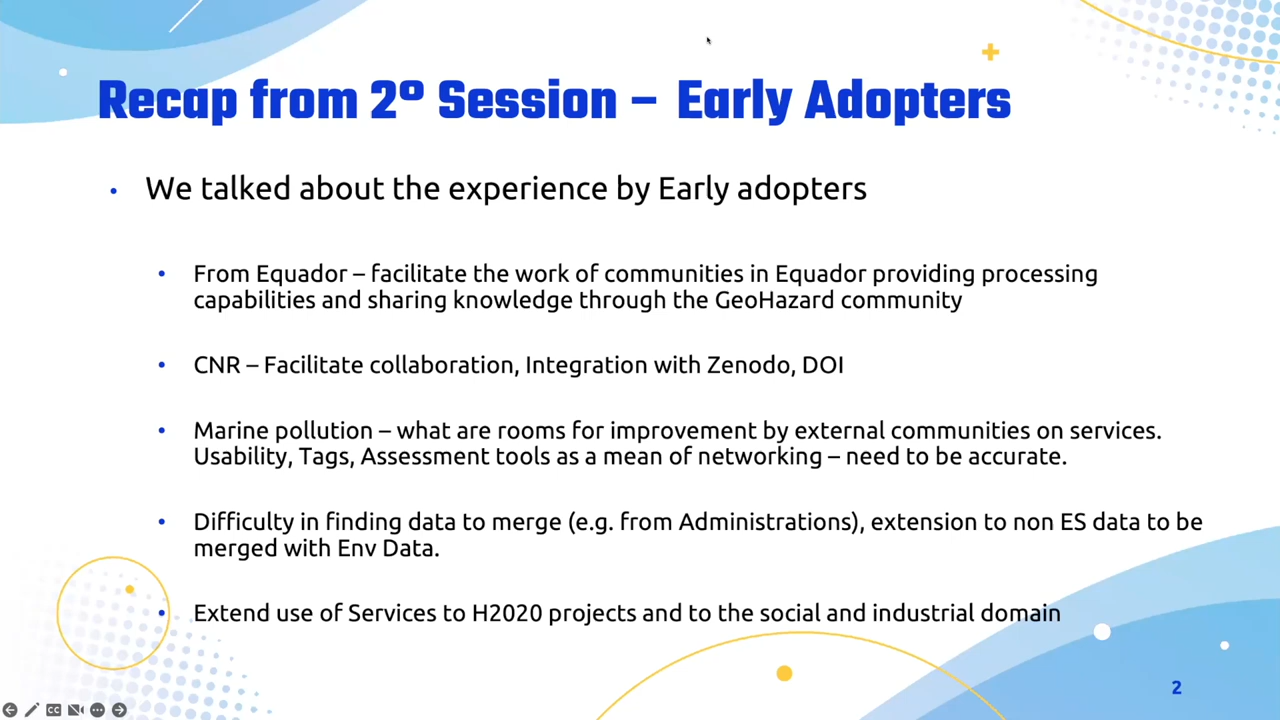 Recap from 2º Session – Early Adopters
• We talked about the experience by Early adopters
• From Equador – facilitate the work of communities in Equador providing processing
capabilities and sharing knowledge through the GeoHazard community
• CNR – Facilitate collaboration, Integration with Zenodo, DOI
• Marine pollution – what are rooms for improvement by external communities on services.
Usability, Tags, Assessment tools as a mean of networking – need to be accurate.
• Difficulty in finding data to merge (e.g. from Administrations), extension to non ES data to be
merged with Env Data.
• Extend use of Services to H2020 projects and to the social and industrial domain
2
CC